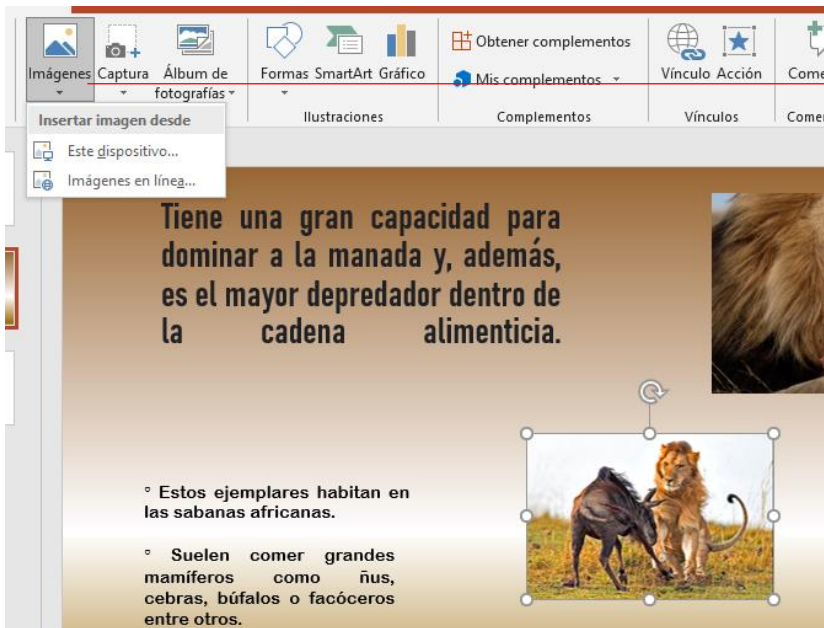 Imágenes Captura Álbum de fotografías
Formas SmartArt Gráfico
Obtener complementos
Mis complementos
Vínculo Acción
Ilustraciones
Complementos
Vínculos
Insertar imagen desde
Este dispositivo...
Imágenes en línea...
Tiene una gran capacidad para
dominar a la manada y, además,
es el mayor depredador dentro de
la cadena alimenticia.
° Estos ejemplares habitan en
las sabanas africanas.
° Suelen comer grandes
mamíferos como ñus,
cebras, búfalos o facóceros
entre otros.